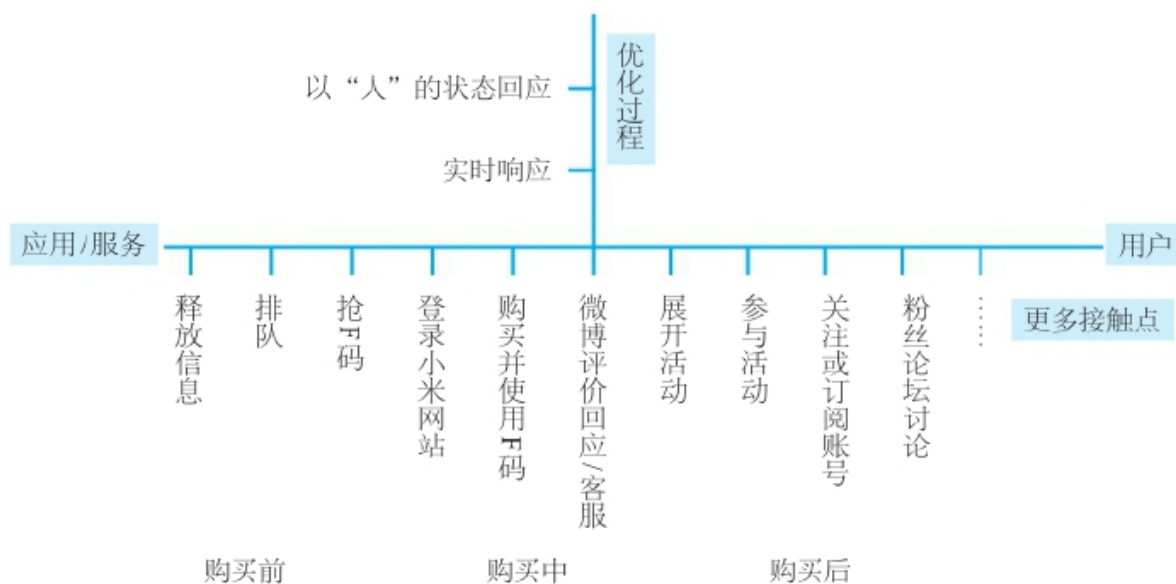 优化过程
以“人”的状态回应
实时响应
应用/服务
用户
释放信息
排队
抢F码
登录小米网站
购买并使用F码
微博评价回应/客服
展开活动
参与活动
关注或订阅账号
粉丝论坛讨论
……
更多接触点
购买前
购买中
购买后